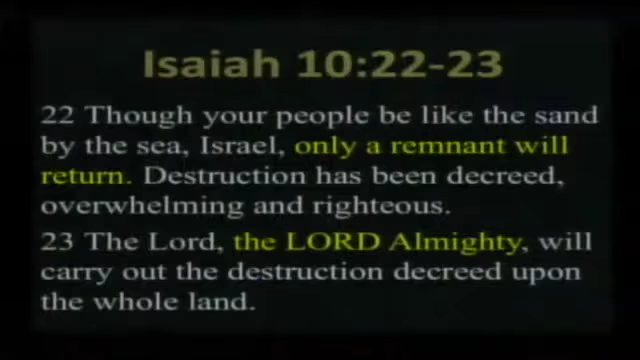 Isaiah 10:22-23
22 Though your people be like the sand
by the sea, Israel, only a remnant will
return. Destruction has been decreed,
overwhelming and righteous.
23 The Lord, the LORD Almighty, will
carry out the destruction decreed upon
the whole land.